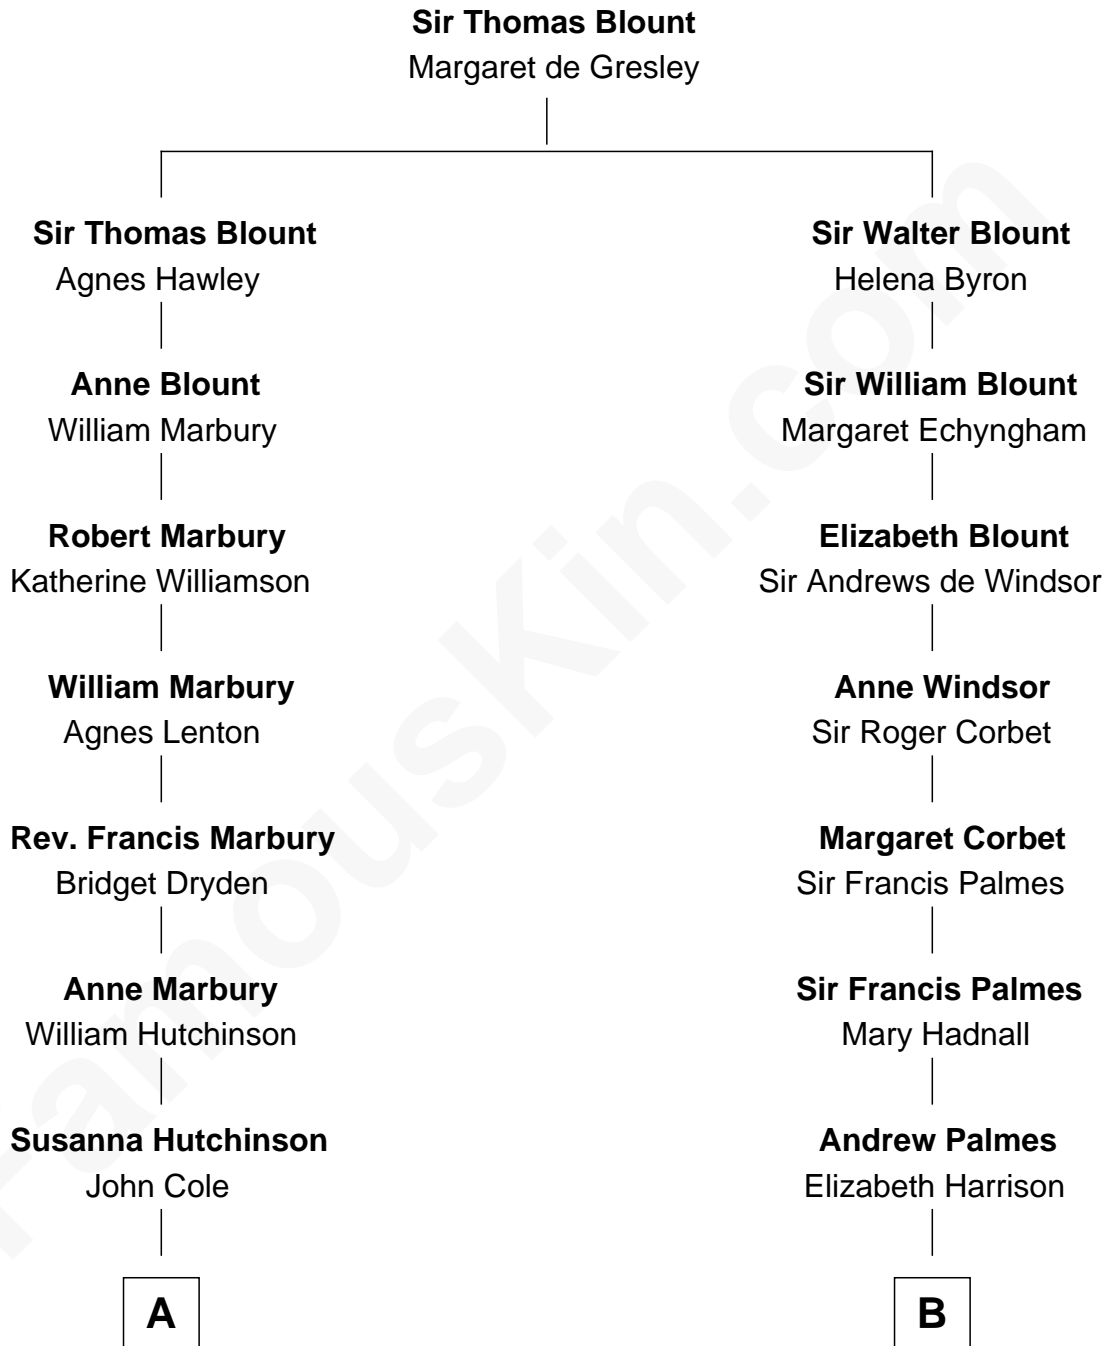 Sir Thomas Blount
Margaret de Gresley
Sir Thomas Blount
Agnes Hawley
Anne Blount
William Marbury
Robert Marbury
Katherine Williamson
William Marbury
Agnes Lenton
Rev. Francis Marbury
Bridget Dryden
Anne Marbury
William Hutchinson
Susanna Hutchinson
John Cole
A
Sir Walter Blount
Helena Byron
Sir William Blount
Margaret Echyngham
Elizabeth Blount
Sir Andrews de Windsor
Anne Windsor
Sir Roger Corbet
Margaret Corbet
Sir Francis Palmes
Sir Francis Palmes
Mary Hadnall
Andrew Palmes
Elizabeth Harrison
B
FamousKin.com